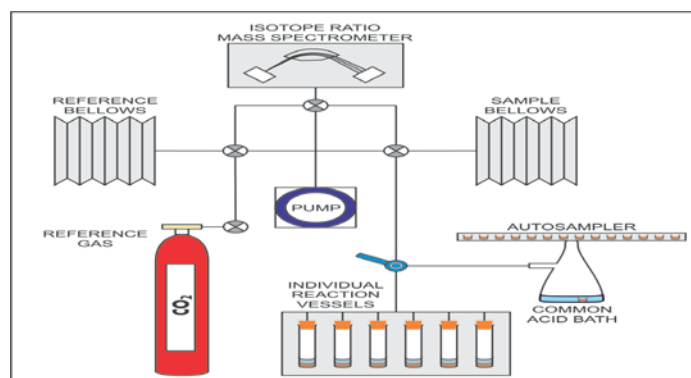 ISOTOPE RATIO
MASS SPECTROMETER
REFERENCE
BELLOWS
SAMPLE
BELLOWS
PUMP
REFERENCE
GAS
AUTOSAMPLER
CO2
INDIVIDUAL
REACTION
VESSELS
COMMON
ACID BATH